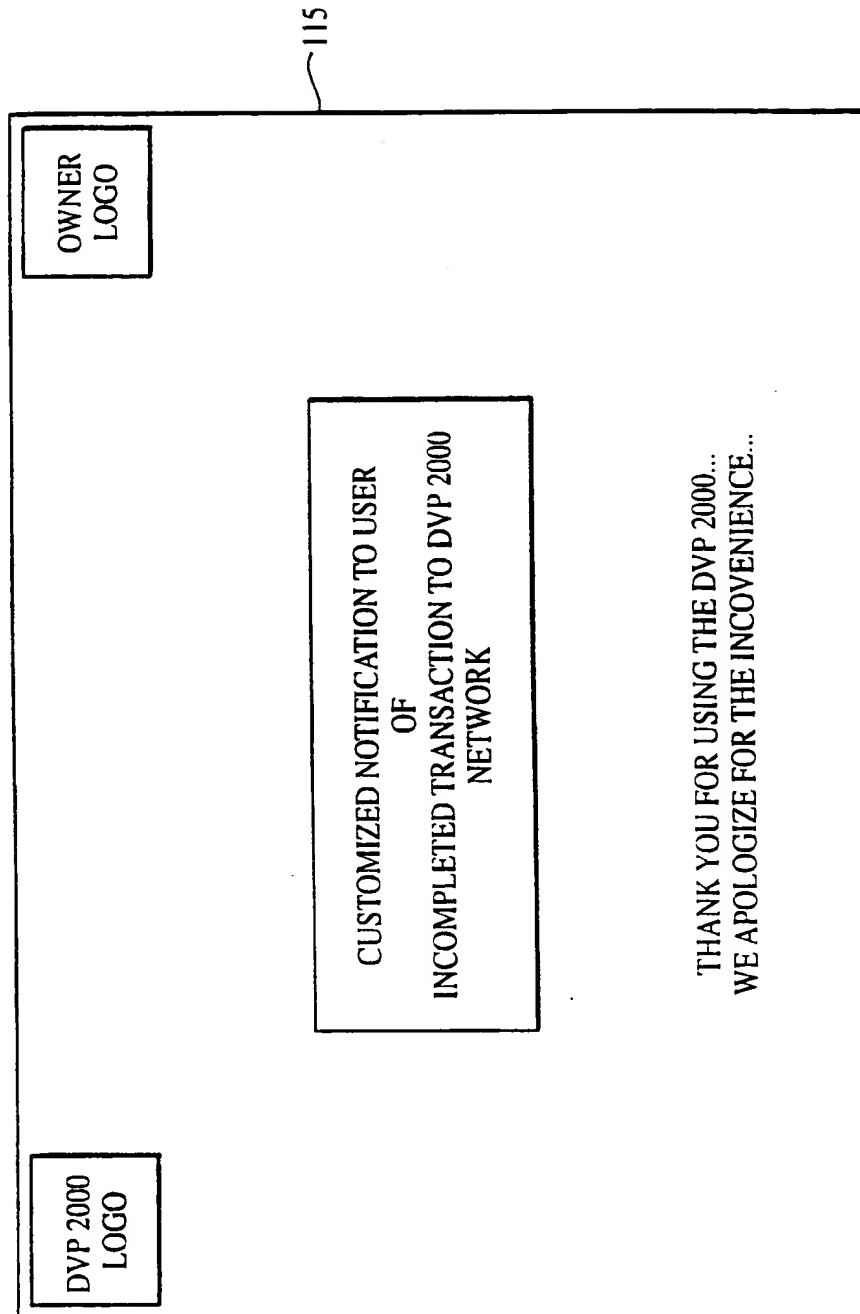 DVP 2000
LOGO
OWNER
LOGO
115
CUSTOMIZED NOTIFICATION TO USER
OF
INCOMPLETED TRANSACTION TO DVP 2000
NETWORK
THANK YOU FOR USING THE DVP 2000...
WE APOLOGIZE FOR THE INCOVENIENCE...